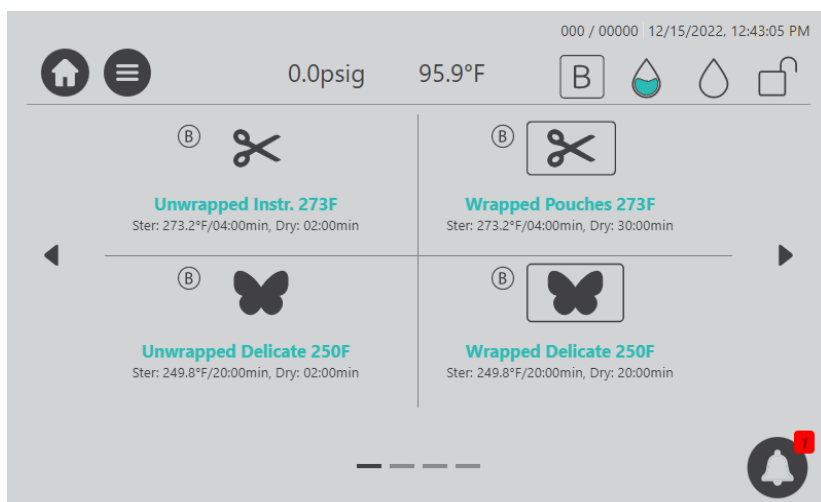 000 / 00000 12/15/2022, 12:43:05 PM
0.0psig 95.9°F B
B
Unwrapped Instr. 273F
Ster: 273.2°F/04:00min, Dry: 02:00min
B
Wrapped Pouches 273F
Ster: 273.2°F/04:00min, Dry: 30:00min
B
Unwrapped Delicate 250F
Ster: 249.8°F/20:00min, Dry: 02:00min
B
Wrapped Delicate 250F
Ster: 249.8°F/20:00min, Dry: 20:00min
1